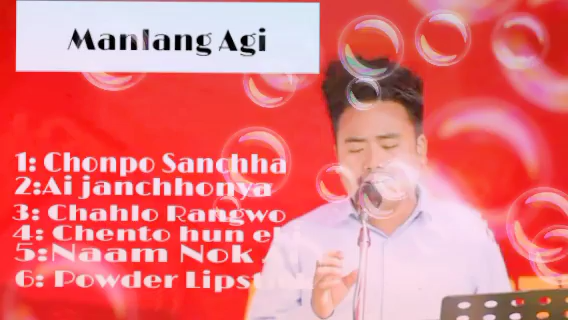 Manlang Agi
1: Chonpo Sanchha
2:Ai janchhonya
3: Chahlo Rangwo
4: Chento hun
5:Naam Nok
6: Powder